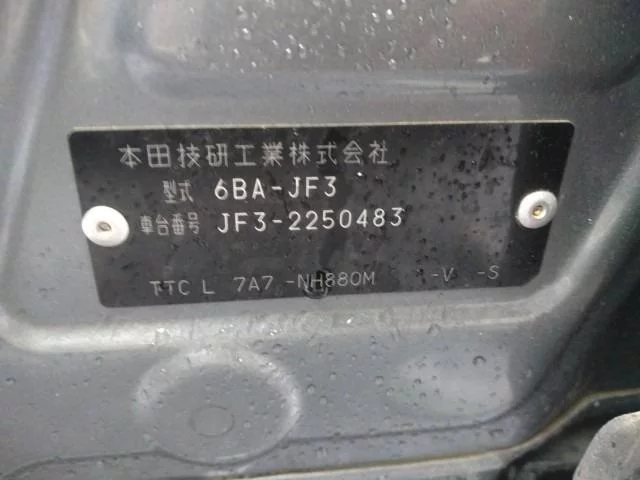 本田技研工業株式会社
型式 6BA-JF3
車台番号 JF3-2250483
TTC L 7A7 -NH880M -V -S